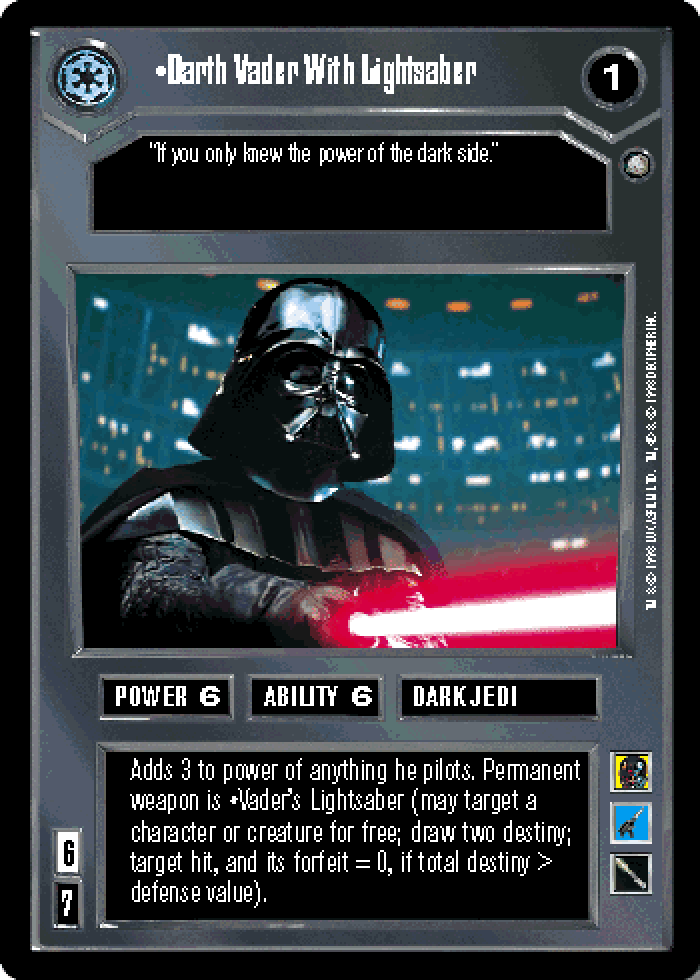 •Darth Vader With Lightsaber
1
"If you only knew the power of the dark side."
POWER 6
ABILITY 6
DARK JEDI
Adds 3 to power of anything he pilots. Permanent
weapon is •Vader's Lightsaber (may target a
character or creature for free; draw two destiny;
target hit, and its forfeit = 0, if total destiny >
defense value).
6
7